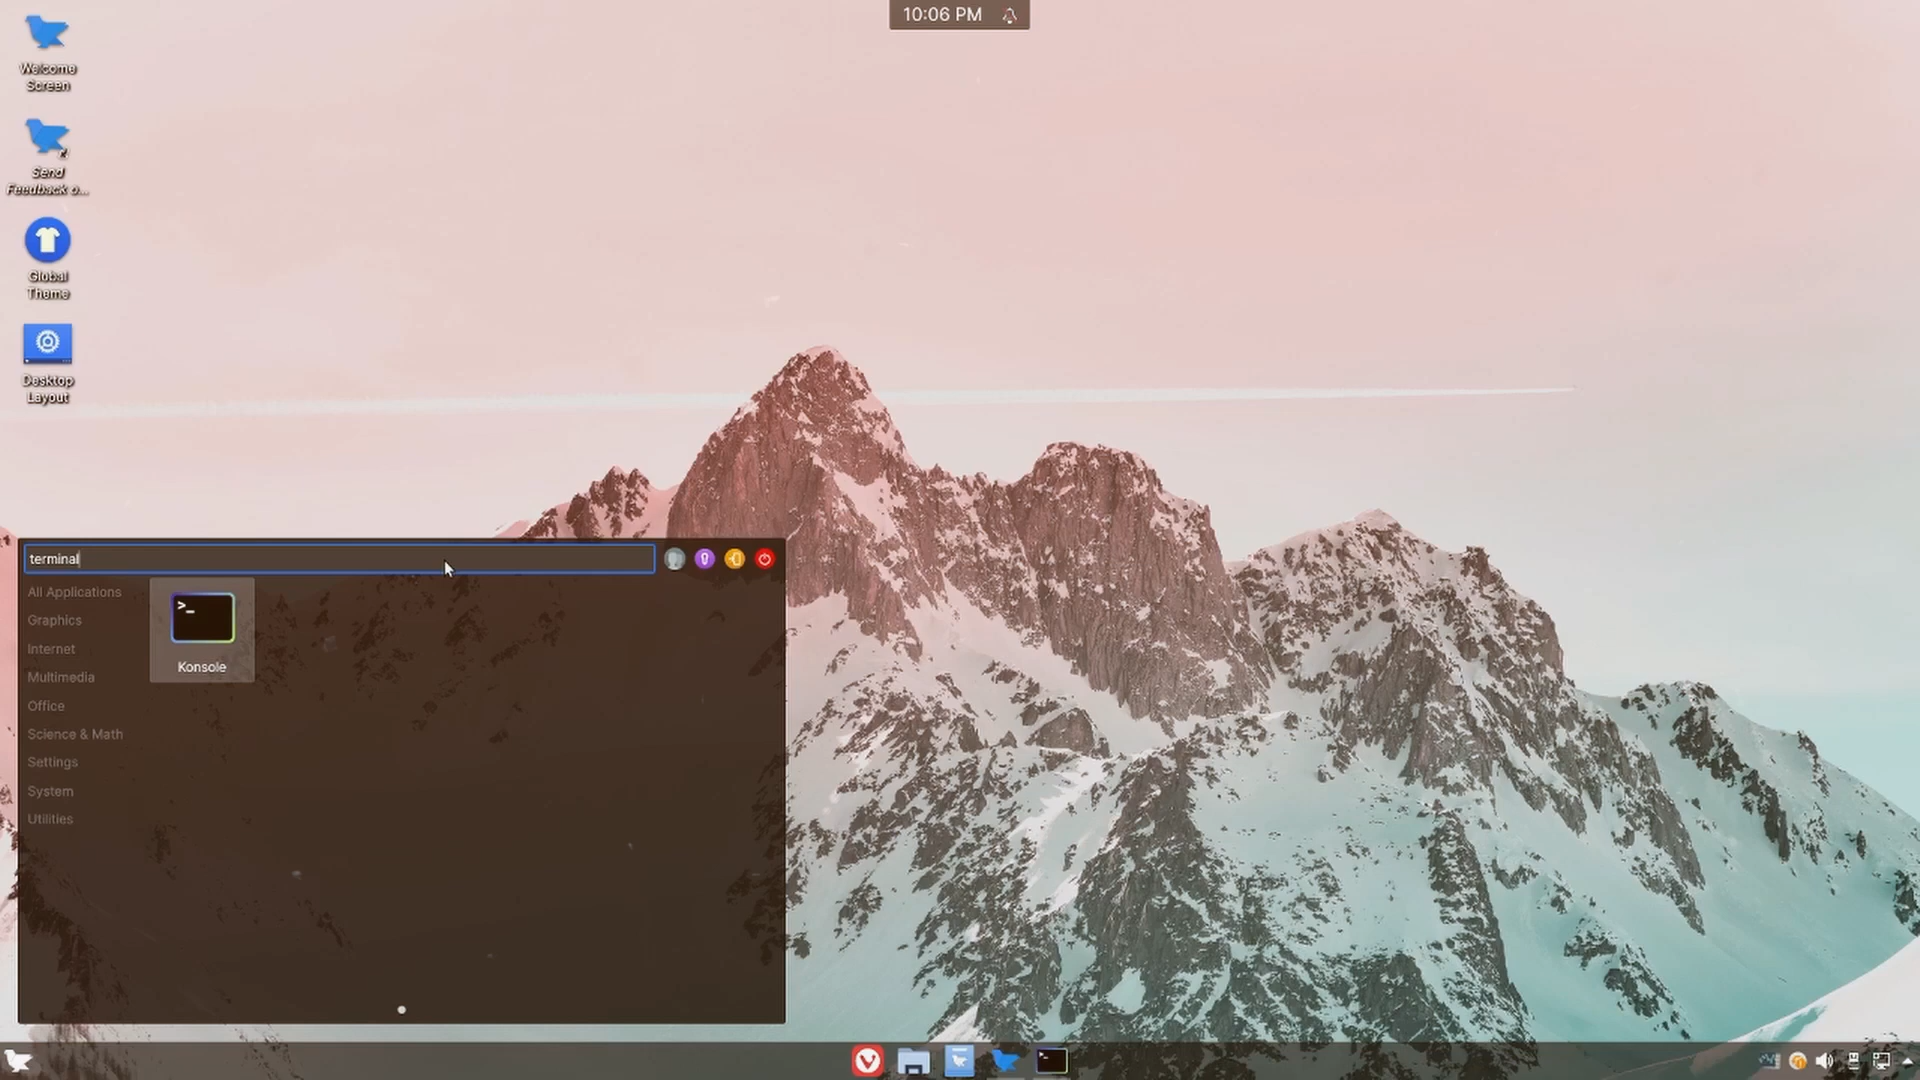 10:06 PM
Welcome
Screen
Send
Feedback o...
Global
Theme
Desktop
Layout
terminal
All Applications
Graphics
Internet
Multimedia
Office
Science & Math
Settings
System
Utilities
>_
Konsole